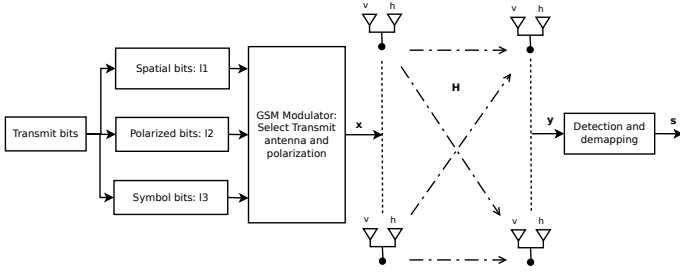 Transmit bits
Spatial bits: l1
Polarized bits: l2
Symbol bits: l3
GSM Modulator:
Select Transmit
antenna and
polarization
x
v h
v h
H
v h
v h
y
Detection and
demapping
s